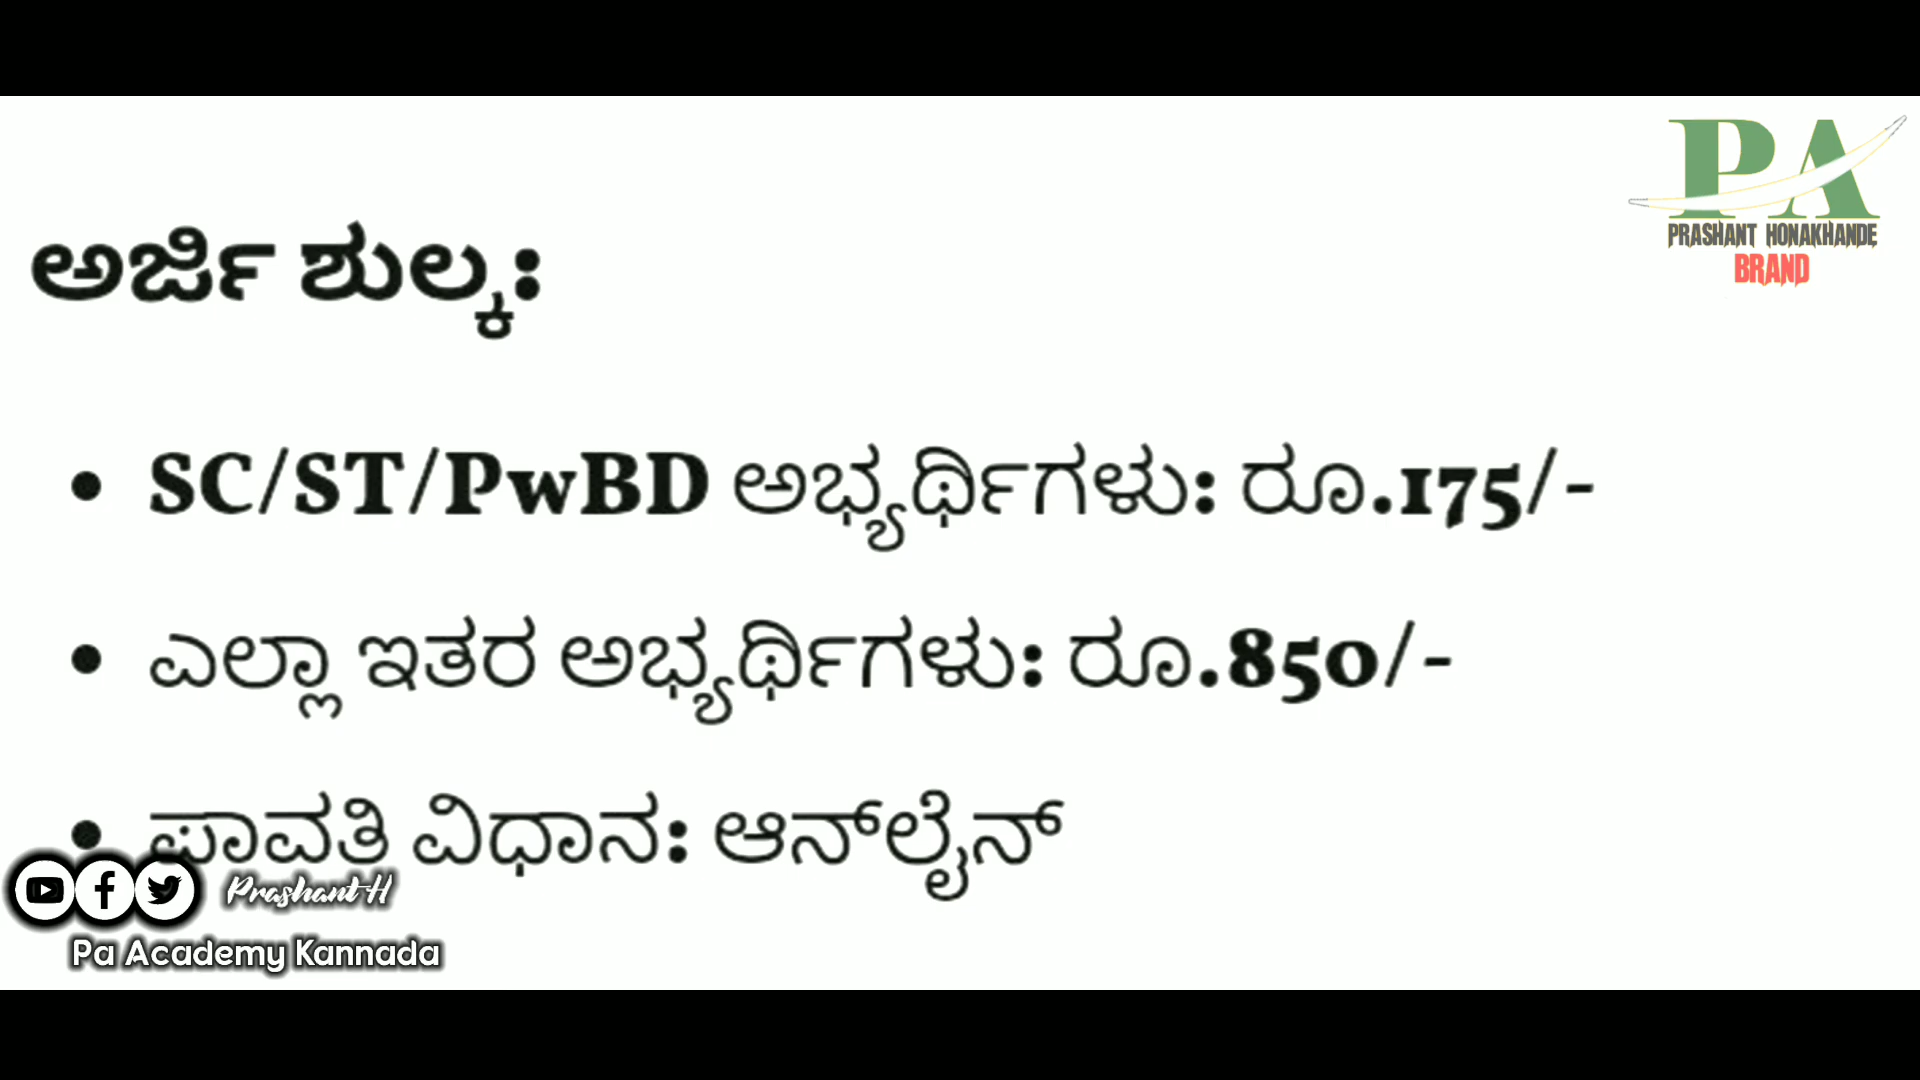 PA
PRASHANT HONAKHANDE
BRAND
ಅರ್ಜಿ ಶುಲ್ಕ:
• SC/ST/PwBD ಅಭ್ಯರ್ಥಿಗಳು: ರೂ.175/-
• ಎಲ್ಲಾ ಇತರ ಅಭ್ಯರ್ಥಿಗಳು: ರೂ.850/-
• ಪಾವತಿ ವಿಧಾನ: ಆನ್‌ಲೈನ್
Prashant H
Pa Academy Kannada